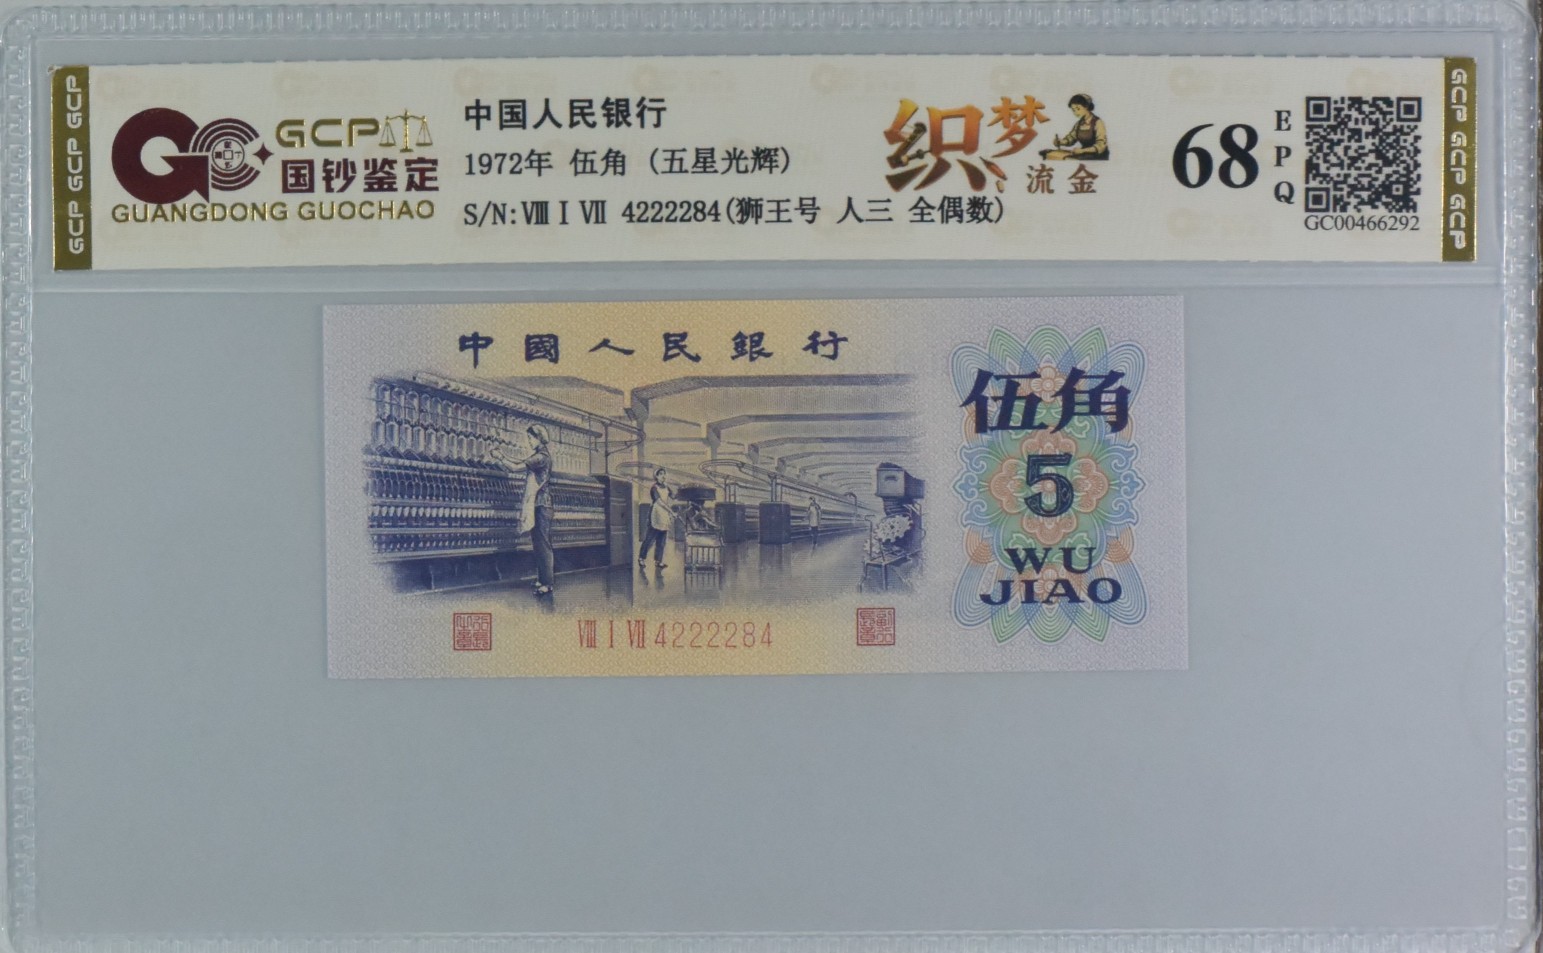 GCP GCP GCP
GCP
国钞鉴定
GUANGDONG GUOCHAO
中国人民银行
1972年 伍角 (五星光辉)
S/N:Ⅷ Ⅰ Ⅶ 4222284(狮王号 人三 全偶数)
织梦
流金
68
EPQ
GC00466292
GCP GCP GCP
中國人民銀行
伍角
5
WU
JIAO
Ⅷ Ⅰ Ⅶ 4222284